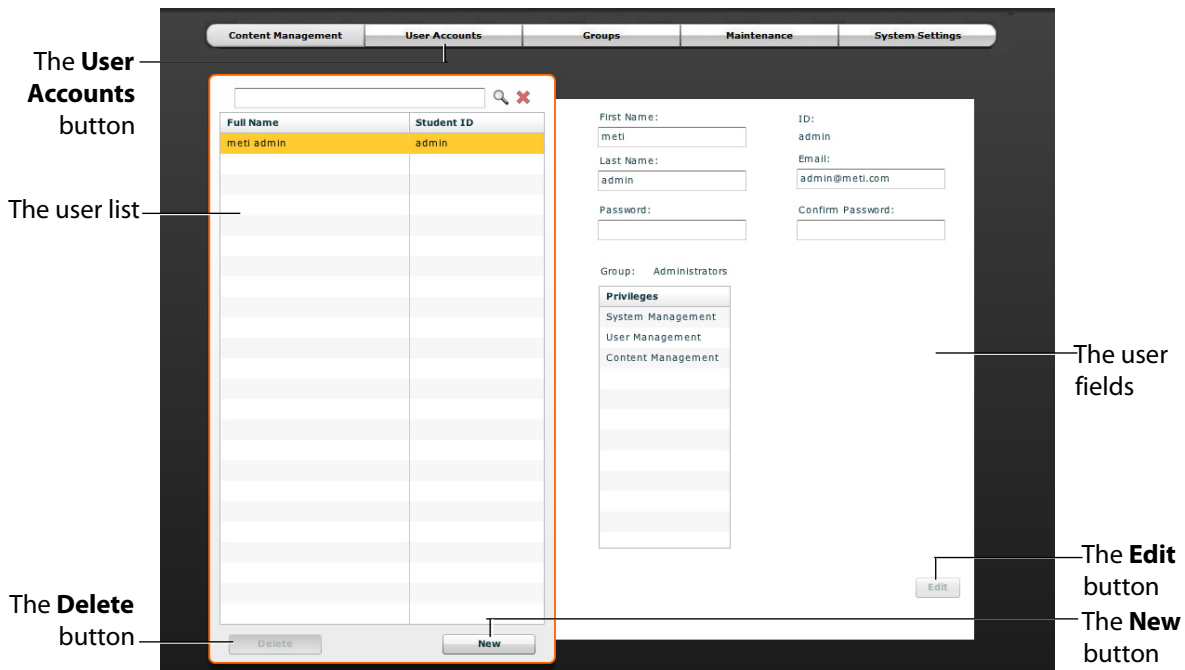 Content Management User Accounts Groups Maintenance System Settings
The User
Accounts
button
Full Name Student ID
meti admin admin
The user list
First Name: ID:
meti admin
Last Name: Email:
admin admin@meti.com
Password: Confirm Password:
Group: Administrators
Privileges
System Management
User Management
Content Management
The user
fields
The Edit
button
Edit
The Delete
button
Delete New
The New
button